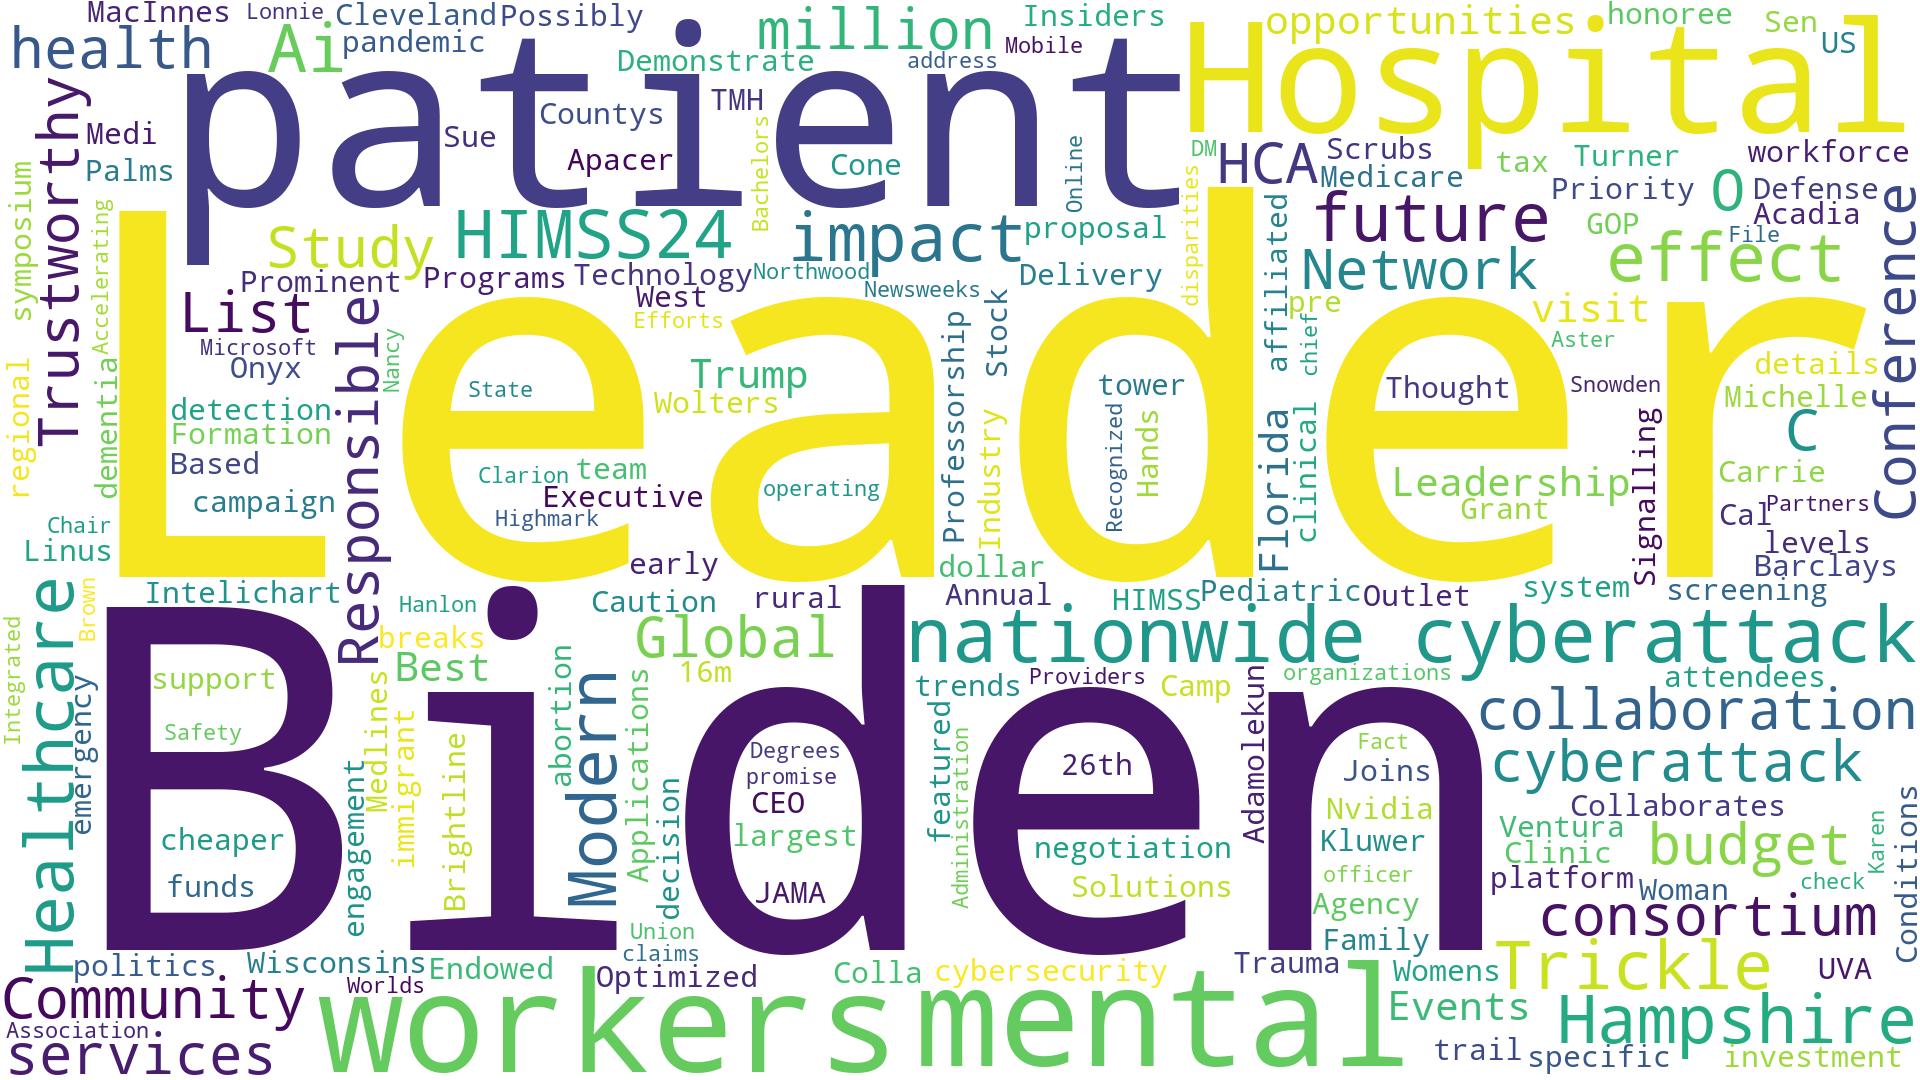 MacInnes
Lonnie
Cleveland
Possibly
million
Insiders
opportunities
honoree
Sen
US
health
Ai
pandemic
Demonstrate
address
Mobile
patient
Hospital
Trustworthy
Medi
Palms
Sue
Countys
Apacer
TMH
Bachelors
Cone
Online
DM
HCA
Scrubs
Medicare
tax
Turner
workforce
Priority
O
Defense
Acadia
File
symposium
Accelerating
Study
HIMSS24
impact
proposal
disparities
affiliated
future
GOP
effect
Conference
Prominent
Programs
Technology
Northwood
Newsweeks
Delivery
Network
pre
visit
List
Microsoft
Onyx
Responsible
Nancy
West
Efforts
Leader
Professorship
Stock
chief
Aster
details
regional
dementia
detection
Formation
Based
campaign
State
Trump
Wolters
tower
Thought
Snowden
Michelle
C
Carrie
Clarion
team
Executive
Highmark
operating
Industry
Recognized
Hands
Florida
clinical
Leadership
Grant
Signalling
Cal
Partners
levels
Barclays
Chair
Linus
early
dollar
Intelichart
Hanlon
Caution
rural
Annual
HIMSS
Pediatric
Outlet
system
screening
Integrated
Healthcare
Brown
breaks
Best
Global
16m
nationwide
cyberattack
trends
Providers
Camp
organizations
attendees
emergency
support
Safety
Biden
Medlines
immigrant
Brightline
abortion
Modern
Applications
decision
Degrees
promise
CEO
largest
JAMA
featured
Administration
26th
Adamolekun
Fact
Joins
Nvidia
Kluwer
collaboration
cyberattack
Collaborates
cheaper
funds
engagement
negotiation
Solutions
officer
Agency
Family
Ventura
Clinic
budget
Karen
Conditions
platform
Woman
check
consortium
politics
Wisconsins
Endowed
Union
claims
Optimized
Colla
cybersecurity
Trauma
Womens
Trickle
UVA
Community
Worlds
Association
services
workers
mental
Events
Hampshire
trail
specific
investment